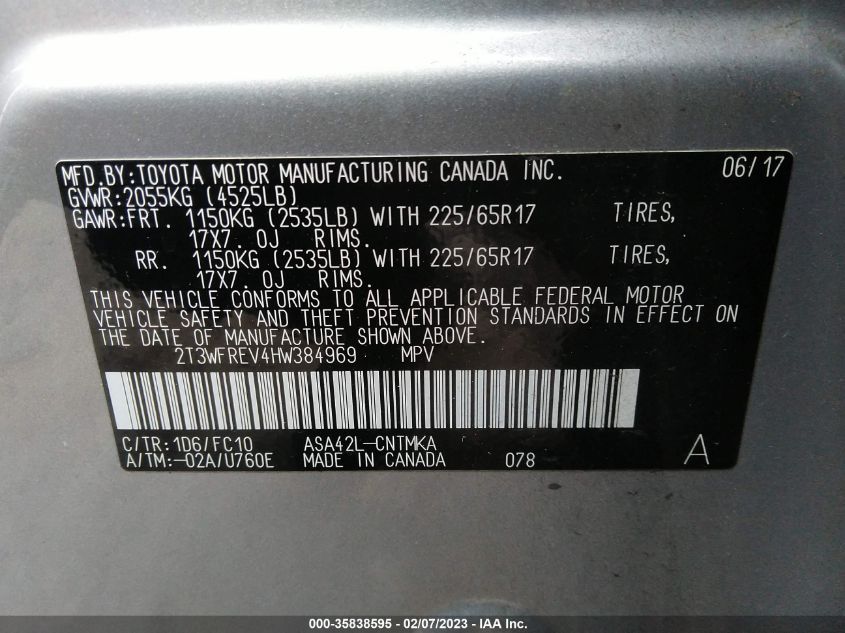 MFD.BY:TOYOTA MOTOR MANUFACTURING CANADA INC. 06/17
GVWR:2055KG (4525LB)
GAWR:FRT. 1150KG (2535LB) WITH 225/65R17 TIRES,
17X7. 0J RIMS.
RR. 1150KG (2535LB) WITH 225/65R17 TIRES,
17X7. 0J RIMS.
THIS VEHICLE CONFORMS TO ALL APPLICABLE FEDERAL MOTOR
VEHICLE SAFETY AND THEFT PREVENTION STANDARDS IN EFFECT ON
THE DATE OF MANUFACTURE SHOWN ABOVE.
2T3WFREV4HW384969 MPV
C/TR:1D6/FC10 ASA42L-CNTMKA
A/TM:-02A/U760E MADE IN CANADA 078 A
000-35838595 - 02/07/2023 - IAA Inc.